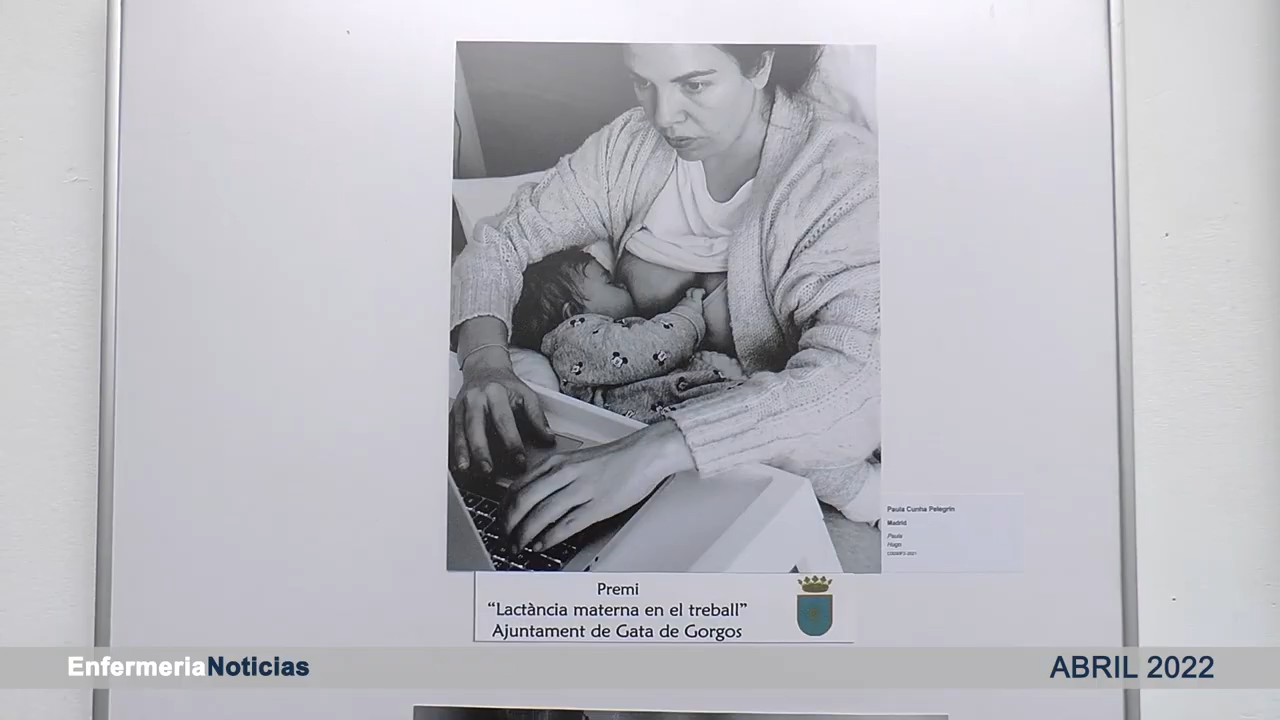 Paula Cunha Pelegrín
Madrid
Paula
Hugo
Premi
“Lactància materna en el treball”
Ajuntament de Gata de Gorgos
EnfermeriaNoticias
ABRIL 2022